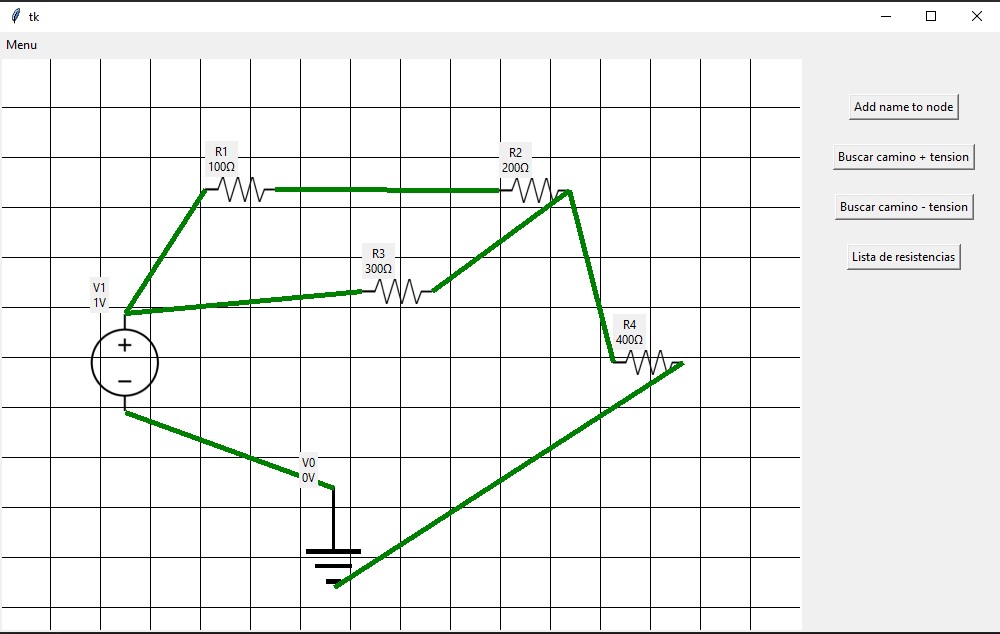 tk
Menu
Add name to node
Buscar camino + tension
Buscar camino - tension
Lista de resistencias
R1
100Ω
R2
200Ω
R3
300Ω
V1
1V
+
−
R4
400Ω
V0
0V